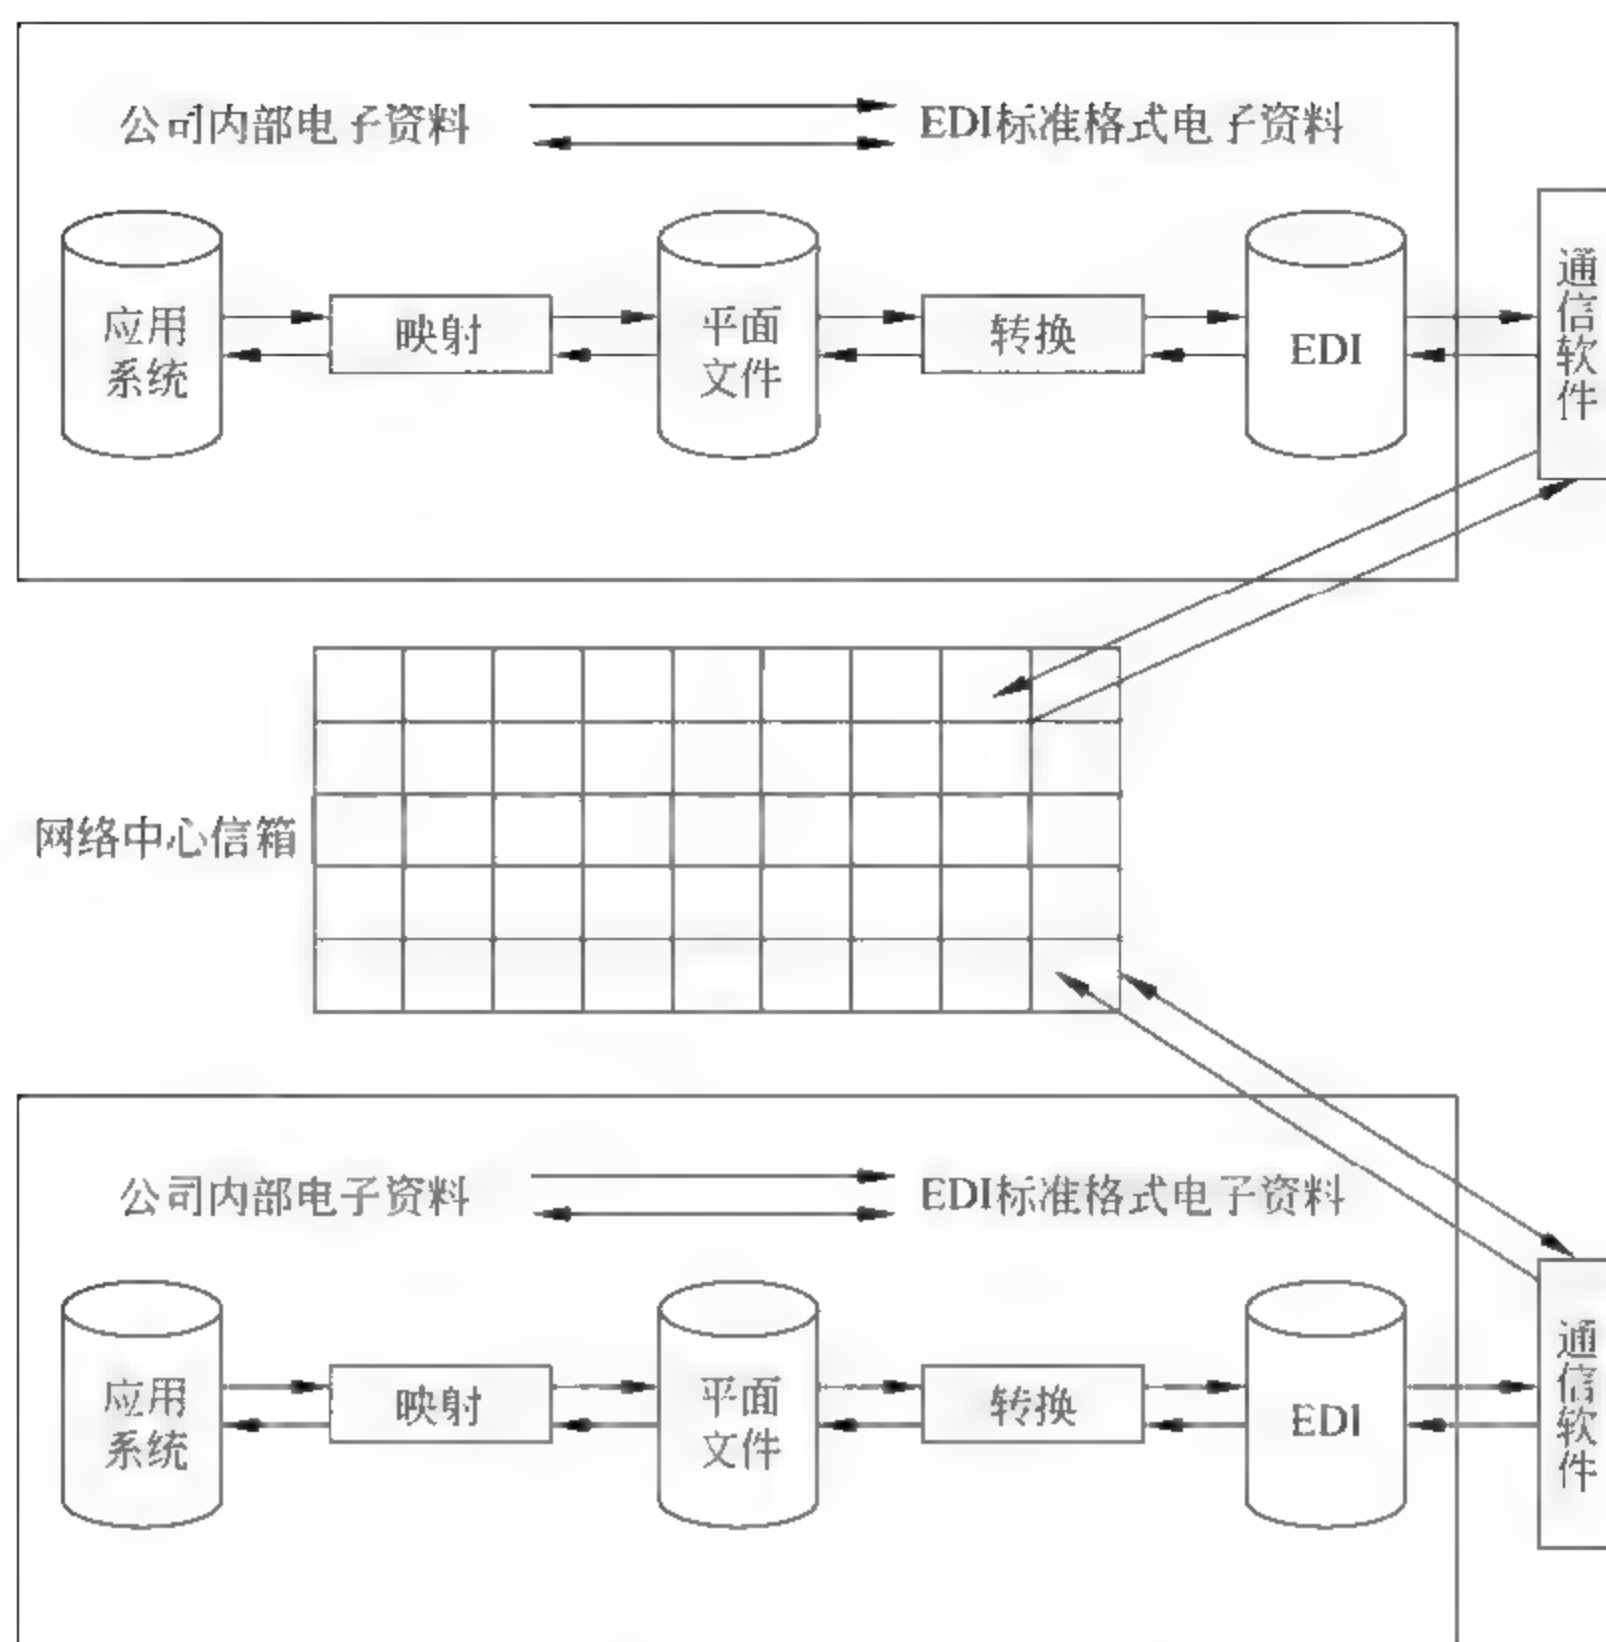 公司内部电子资料
EDI标准格式电子资料
应用
系统
映射
平面
文件
转换
EDI
通信软件
网络中心信箱
公司内部电子资料
EDI标准格式电子资料
应用
系统
映射
平面
文件
转换
EDI
通信软件